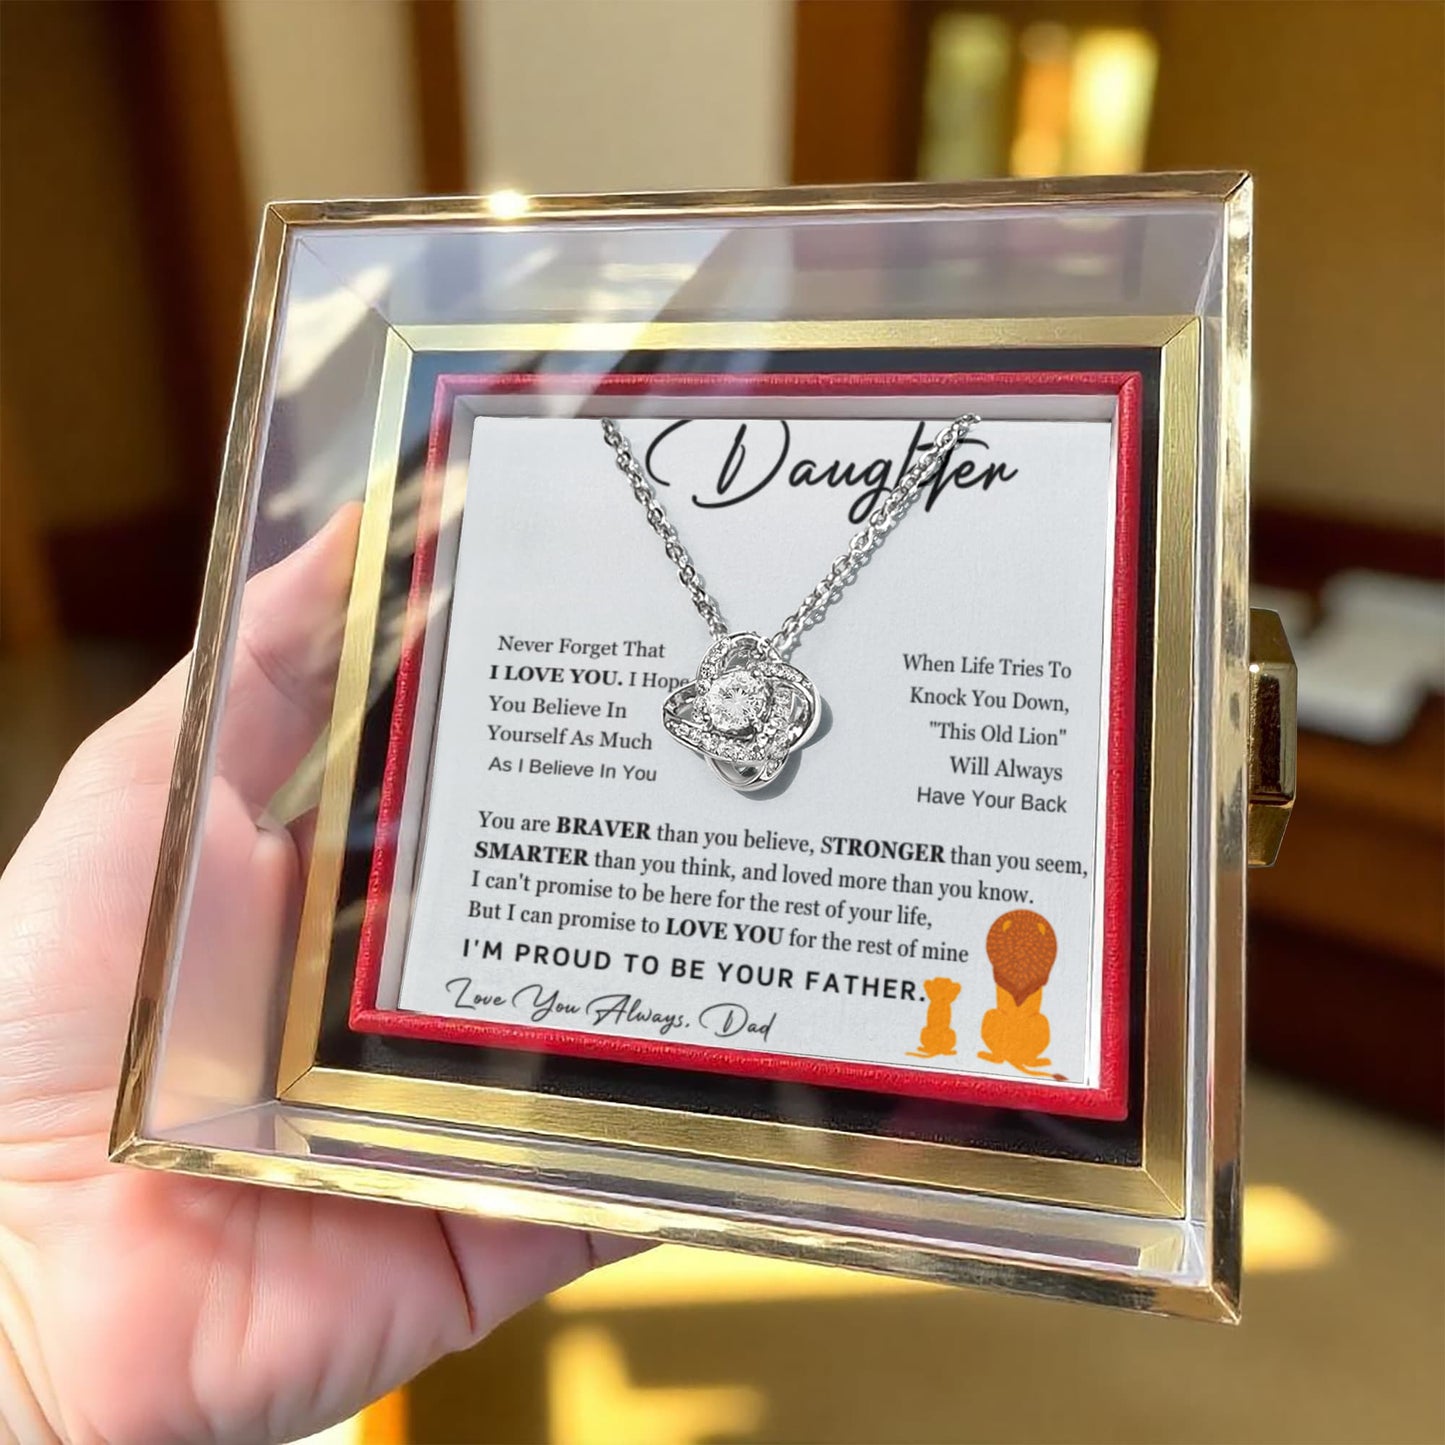 Daughter
Never Forget That
I LOVE YOU. I Hope
You Believe In
Yourself As Much
As I Believe In You
When Life Tries To
Knock You Down,
"This Old Lion"
Will Always
Have Your Back
You are BRAVER than you believe, STRONGER than you seem,
SMARTER than you think, and loved more than you know.
I can't promise to be here for the rest of your life,
But I can promise to LOVE YOU for the rest of mine
I'M PROUD TO BE YOUR FATHER.
Love You Always, Dad